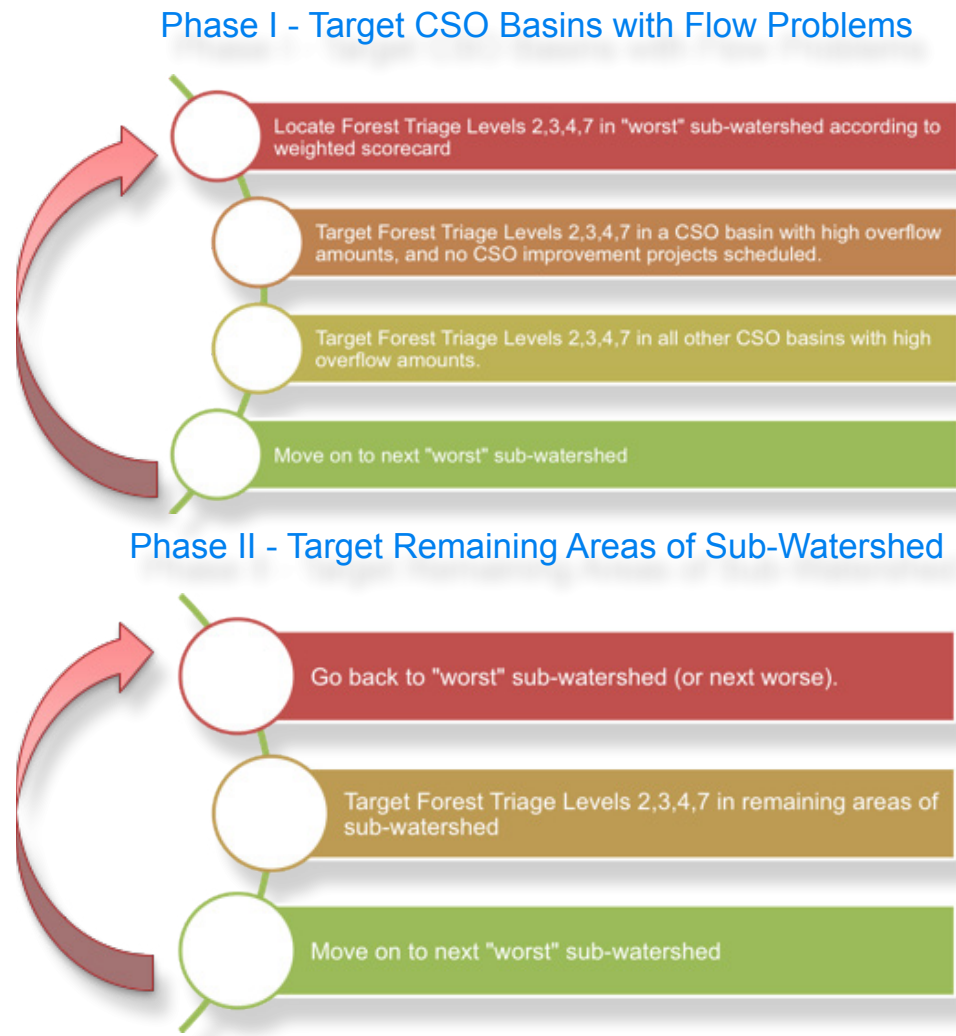 Phase I - Target CSO Basins with Flow Problems
Locate Forest Triage Levels 2,3,4,7 in "worst" sub-watershed according to
weighted scorecard
Target Forest Triage Levels 2,3,4,7 in a CSO basin with high overflow
amounts, and no CSO improvement projects scheduled.
Target Forest Triage Levels 2,3,4,7 in all other CSO basins with high
overflow amounts.
Move on to next "worst" sub-watershed
Phase II - Target Remaining Areas of Sub-Watershed
Go back to "worst" sub-watershed (or next worse).
Target Forest Triage Levels 2,3,4,7 in remaining areas of
sub-watershed
Move on to next "worst" sub-watershed